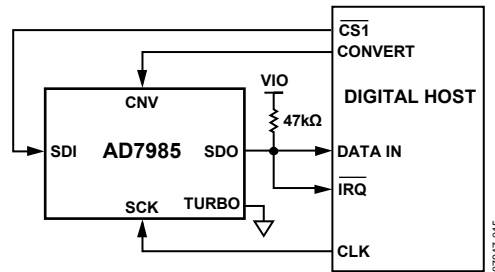 CS1
CONVERT
VIO
DIGITAL HOST
CNV
47kΩ
SDI
AD7985
SDO
DATA IN
IRQ
TURBO
SCK
CLK